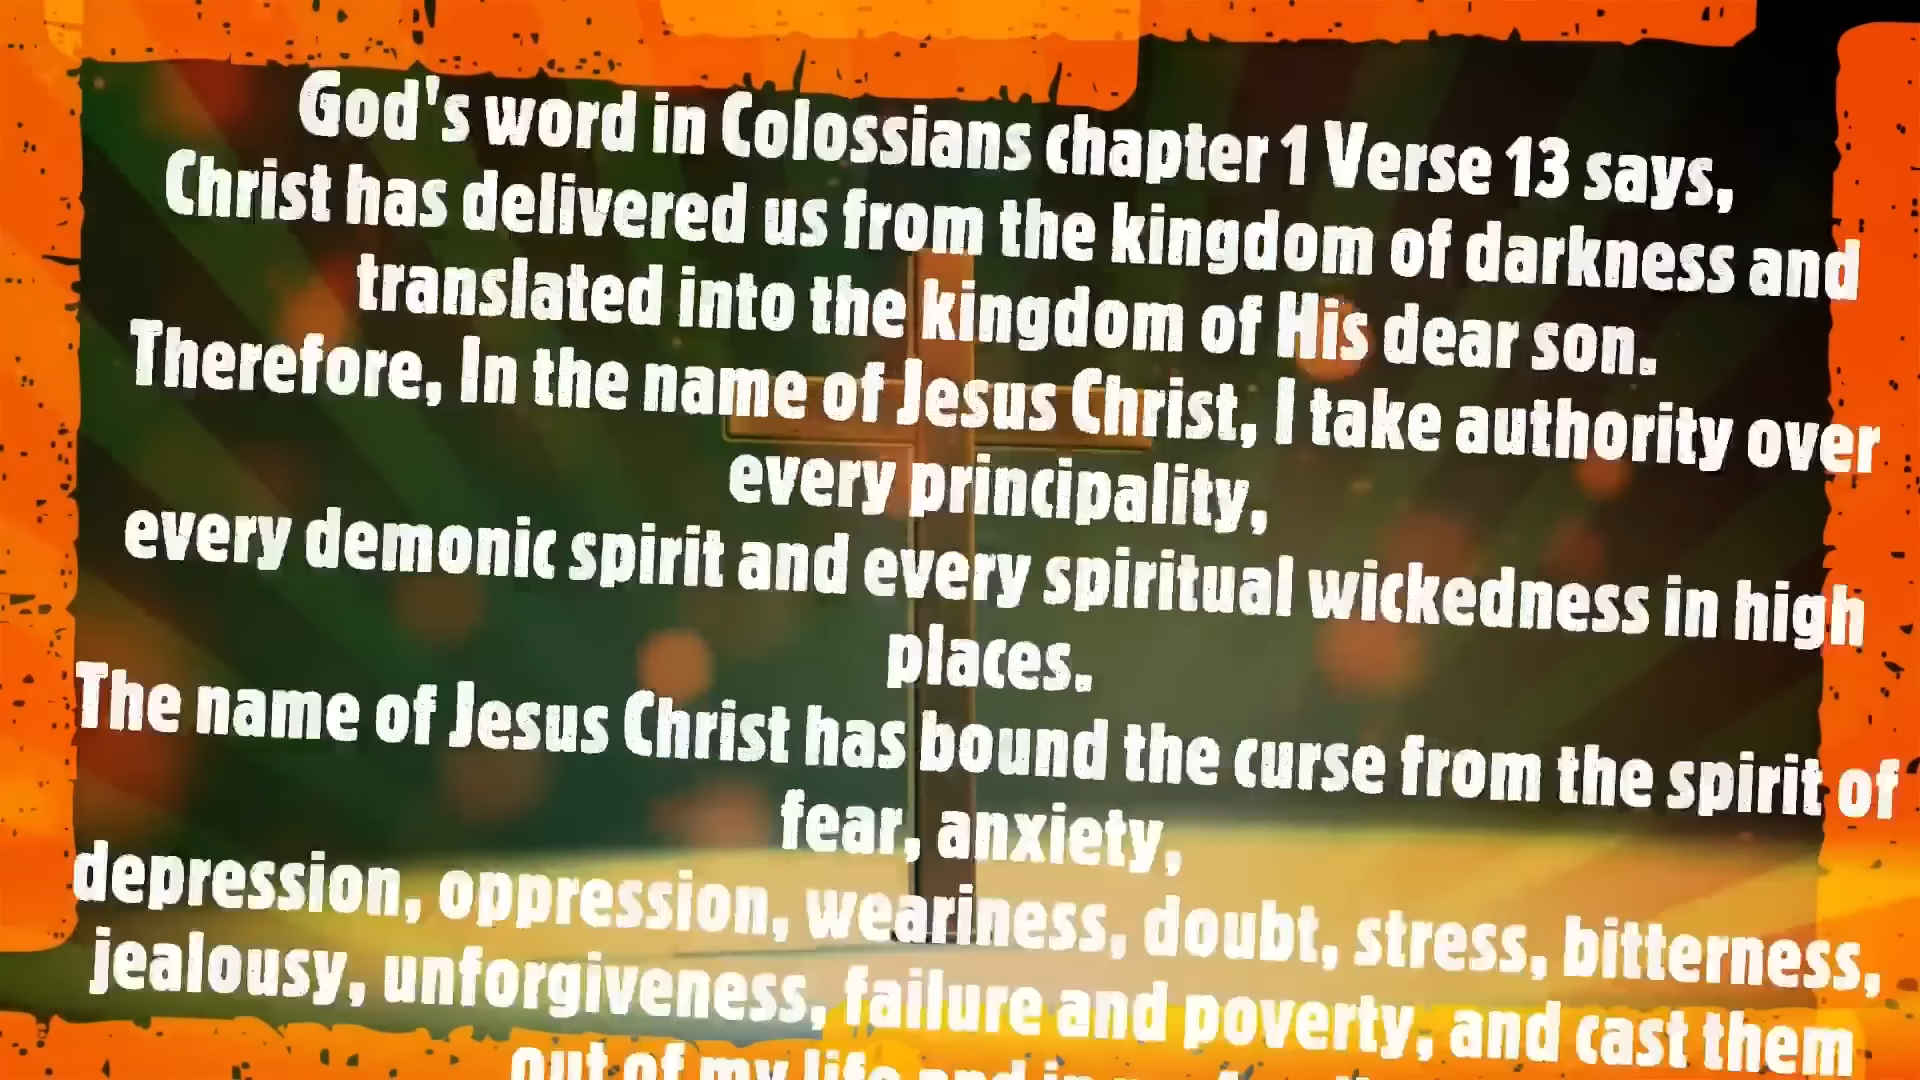 God's word in Colossians chapter 1 Verse 13 says,
Christ has delivered us from the kingdom of darkness and
translated into the kingdom of His dear son.
Therefore, In the name of Jesus Christ, I take authority over
every principality,
every demonic spirit and every spiritual wickedness in high
places.
The name of Jesus Christ has bound the curse from the spirit of
fear, anxiety,
depression, oppression, weariness, doubt, stress, bitterness,
jealousy, unforgiveness, failure and poverty, and cast them
out of my life and in